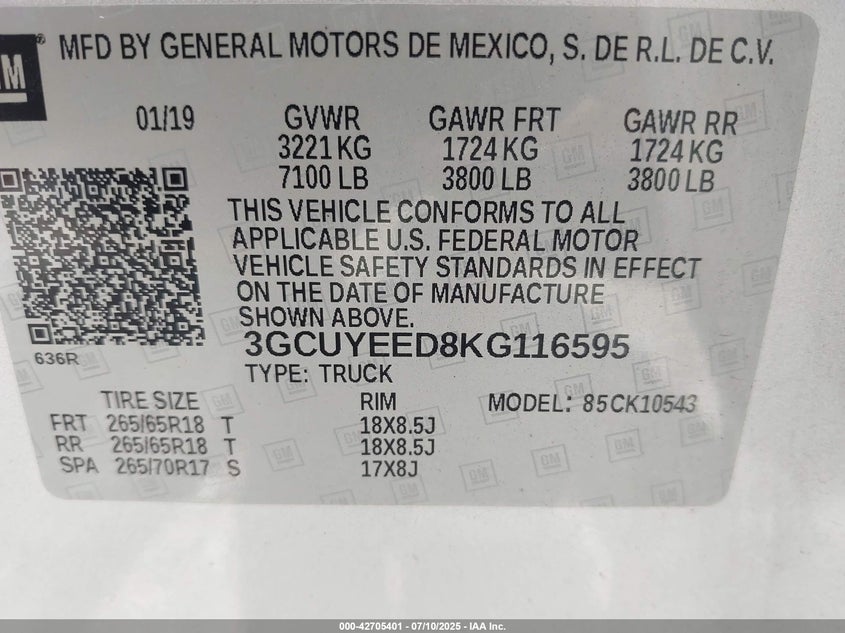 GM ® MFD BY GENERAL MOTORS DE MEXICO, S. DE R.L. DE C.V.
01/19 GVWR GAWR FRT GAWR RR
3221 KG 1724 KG 1724 KG
7100 LB 3800 LB 3800 LB
THIS VEHICLE CONFORMS TO ALL
APPLICABLE U.S. FEDERAL MOTOR
VEHICLE SAFETY STANDARDS IN EFFECT
ON THE DATE OF MANUFACTURE
SHOWN ABOVE.
3GCUYEED8KG116595
636R
TYPE: TRUCK
TIRE SIZE RIM MODEL: 85CK10543
FRT 265/65R18 T 18X8.5J
RR 265/65R18 T 18X8.5J
SPA 265/70R17 S 17X8J
000-42705401 - 07/10/2025 - IAA Inc.